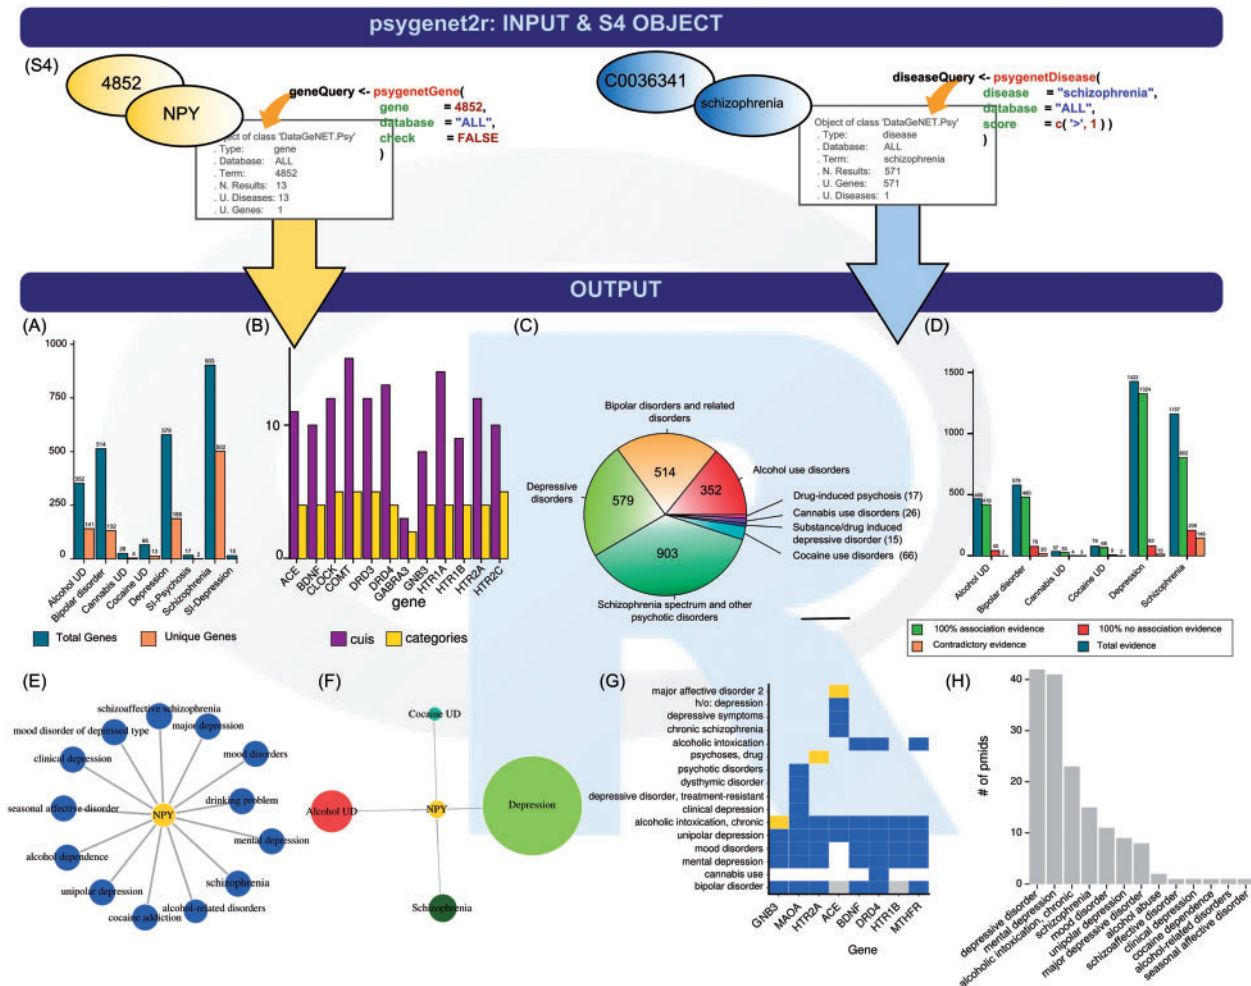 psygenet2r: INPUT & S4 OBJECT
(S4)
4852
NPY
geneQuery <- psygenetGene(
gene = 4852,
database = "ALL",
check = FALSE
)
Object of class 'DataGeNET.Psy'
. Type: gene
. Database: ALL
. Term: 4852
. N. Results: 13
. U. Diseases: 13
. U. Genes: 1
C0036341
schizophrenia
diseaseQuery <- psygenetDisease(
disease = "schizophrenia",
database = "ALL",
score = c( '>', 1 ) )
)
Object of class 'DataGeNET.Psy'
. Type: disease
. Database: ALL
. Term: schizophrenia
. N. Results: 571
. U. Genes: 571
. U. Diseases: 1
OUTPUT
(A)
1000
750
500
250
0
352
141
514
132
4
66
13
579
188
17
2
903
502
15
Alcohol UD
Bipolar disorder
Cannabis UD
Cocaine UD
Depression
SI-Psychosis
Schizophrenia
SI-Depression
Total Genes
Unique Genes
(B)
10
0
ACE
BDNF
CLOCK
COMT
DRD3
DRD4
GABRA3
GNB3
HTR1A
HTR1B
HTR2A
HTR2C
gene
cuis
categories
(C)
Bipolar disorders and related
disorders
514
Alcohol use disorders
352
Depressive
disorders
579
Drug-induced psychosis (17)
Cannabis use disorders (26)
Substance/drug induced
depressive disorder (15)
Cocaine use disorders (66)
903
Schizophrenia spectrum and other
psychotic disorders
(D)
1500
1000
500
0
1422
1324
1157
Alcohol UD
Bipolar disorder
Cannabis UD
Cocaine UD
Depression
Schizophrenia
100% association evidence
100% no association evidence
Contradictory evidence
Total evidence
(E)
schizoaffective schizophrenia
major depression
mood disorder of depressed type
mood disorders
clinical depression
drinking problem
seasonal affective disorder
NPY
mental depression
alcohol dependence
schizophrenia
unipolar depression
alcohol-related disorders
cocaine addiction
(F)
Cocaine UD
Alcohol UD
NPY
Depression
Schizophrenia
(G)
major affective disorder 2
h/o: depression
depressive symptoms
chronic schizophrenia
alcoholic intoxication
psychoses, drug
psychotic disorders
dysthymic disorder
depressive disorder, treatment-resistant
clinical depression
alcoholic intoxication, chronic
unipolar depression
mood disorders
mental depression
cannabis use
bipolar disorder
GNB3
MAOA
HTR2A
ACE
BDNF
DRD4
HTR1B
MTHFR
Gene
(H)
# of pmids
40
30
20
10
0
depressive disorder
mental depression
alcoholic intoxication, chronic
schizophrenia
mood disorder
unipolar depression
major depressive disorder
alcohol abuse
schizoaffective disorder
clinical depression
cocaine dependence
alcohol-related disorders
seasonal affective disorder